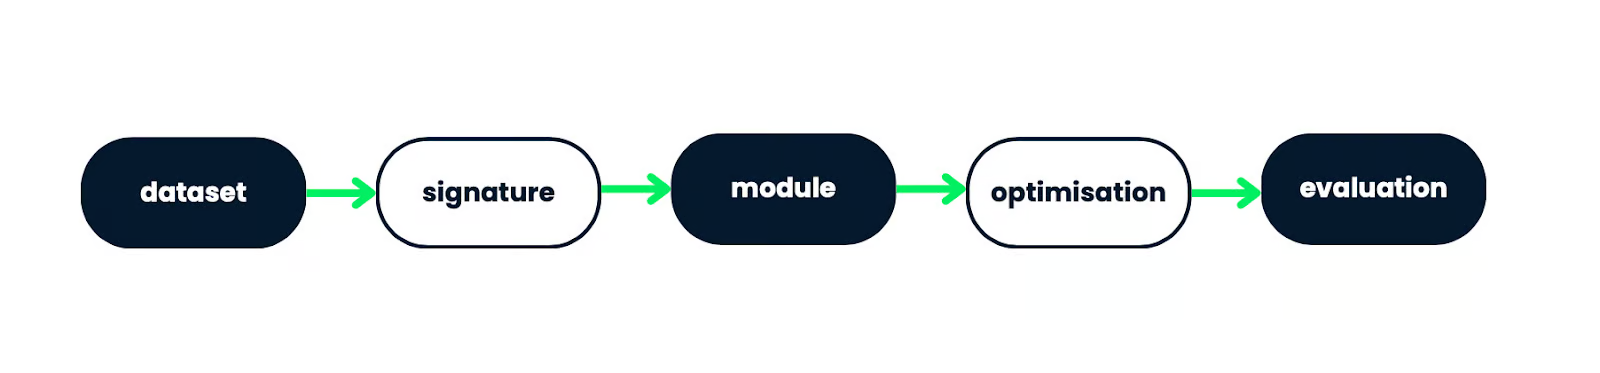 dataset
signature
module
optimisation
evaluation